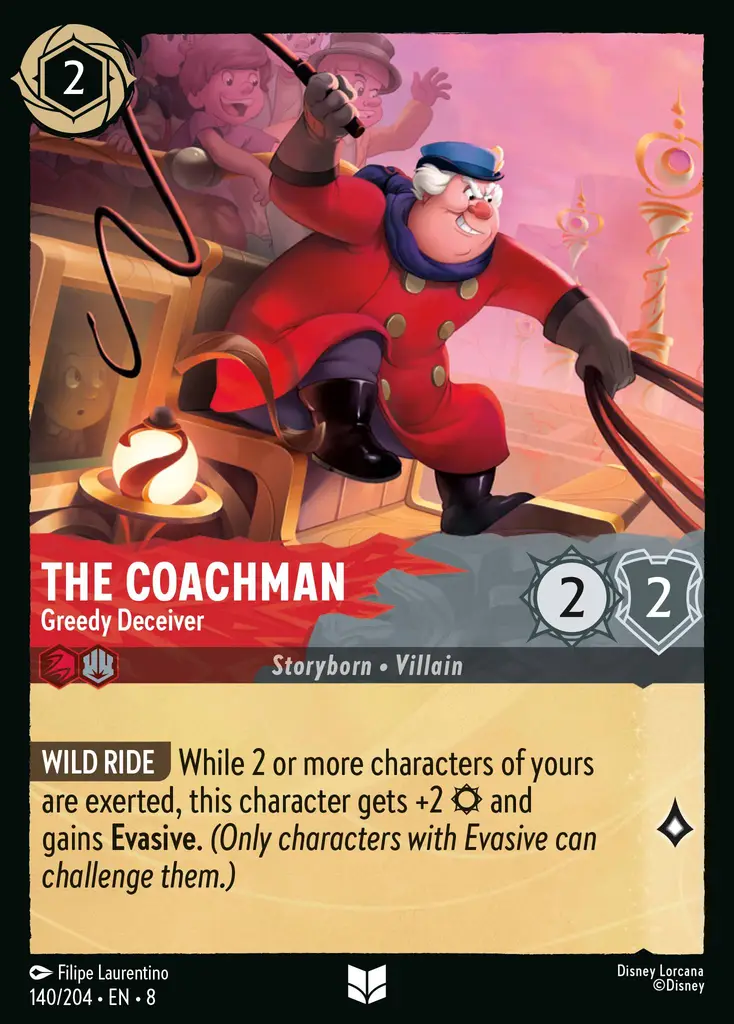 2
THE COACHMAN
Greedy Deceiver
2
2
Storyborn • Villain
WILD RIDE While 2 or more characters of yours
are exerted, this character gets +2 and
gains Evasive. (Only characters with Evasive can
challenge them.)
Filipe Laurentino
140/204 • EN • 8
Disney Lorcana
©Disney